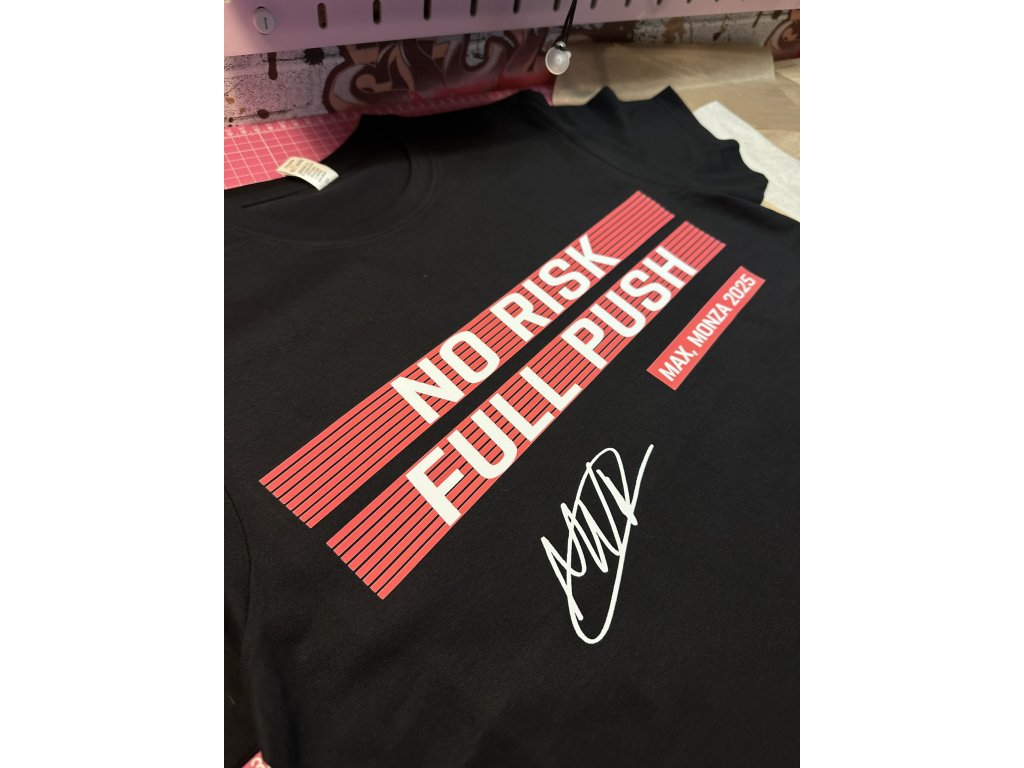 NO RISK
FULL PUSH
MAX, MONZA 2025